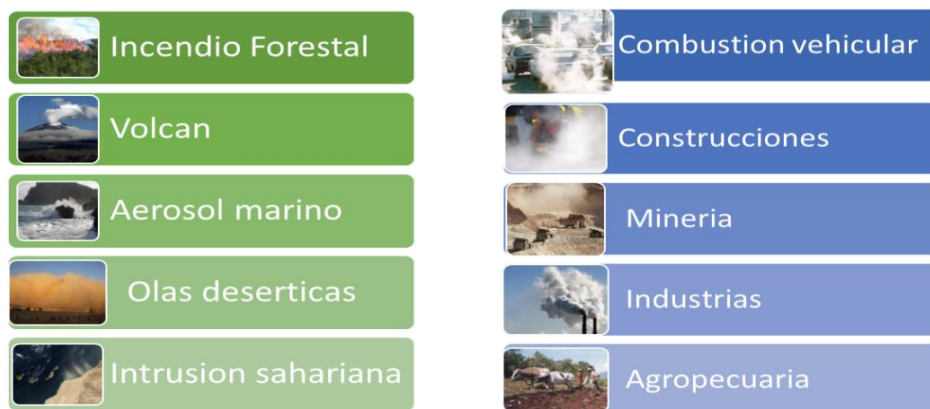 Incendio Forestal
Volcan
Aerosol marino
Olas deserticas
Intrusion sahariana
Combustion vehicular
Construcciones
Mineria
Industrias
Agropecuaria